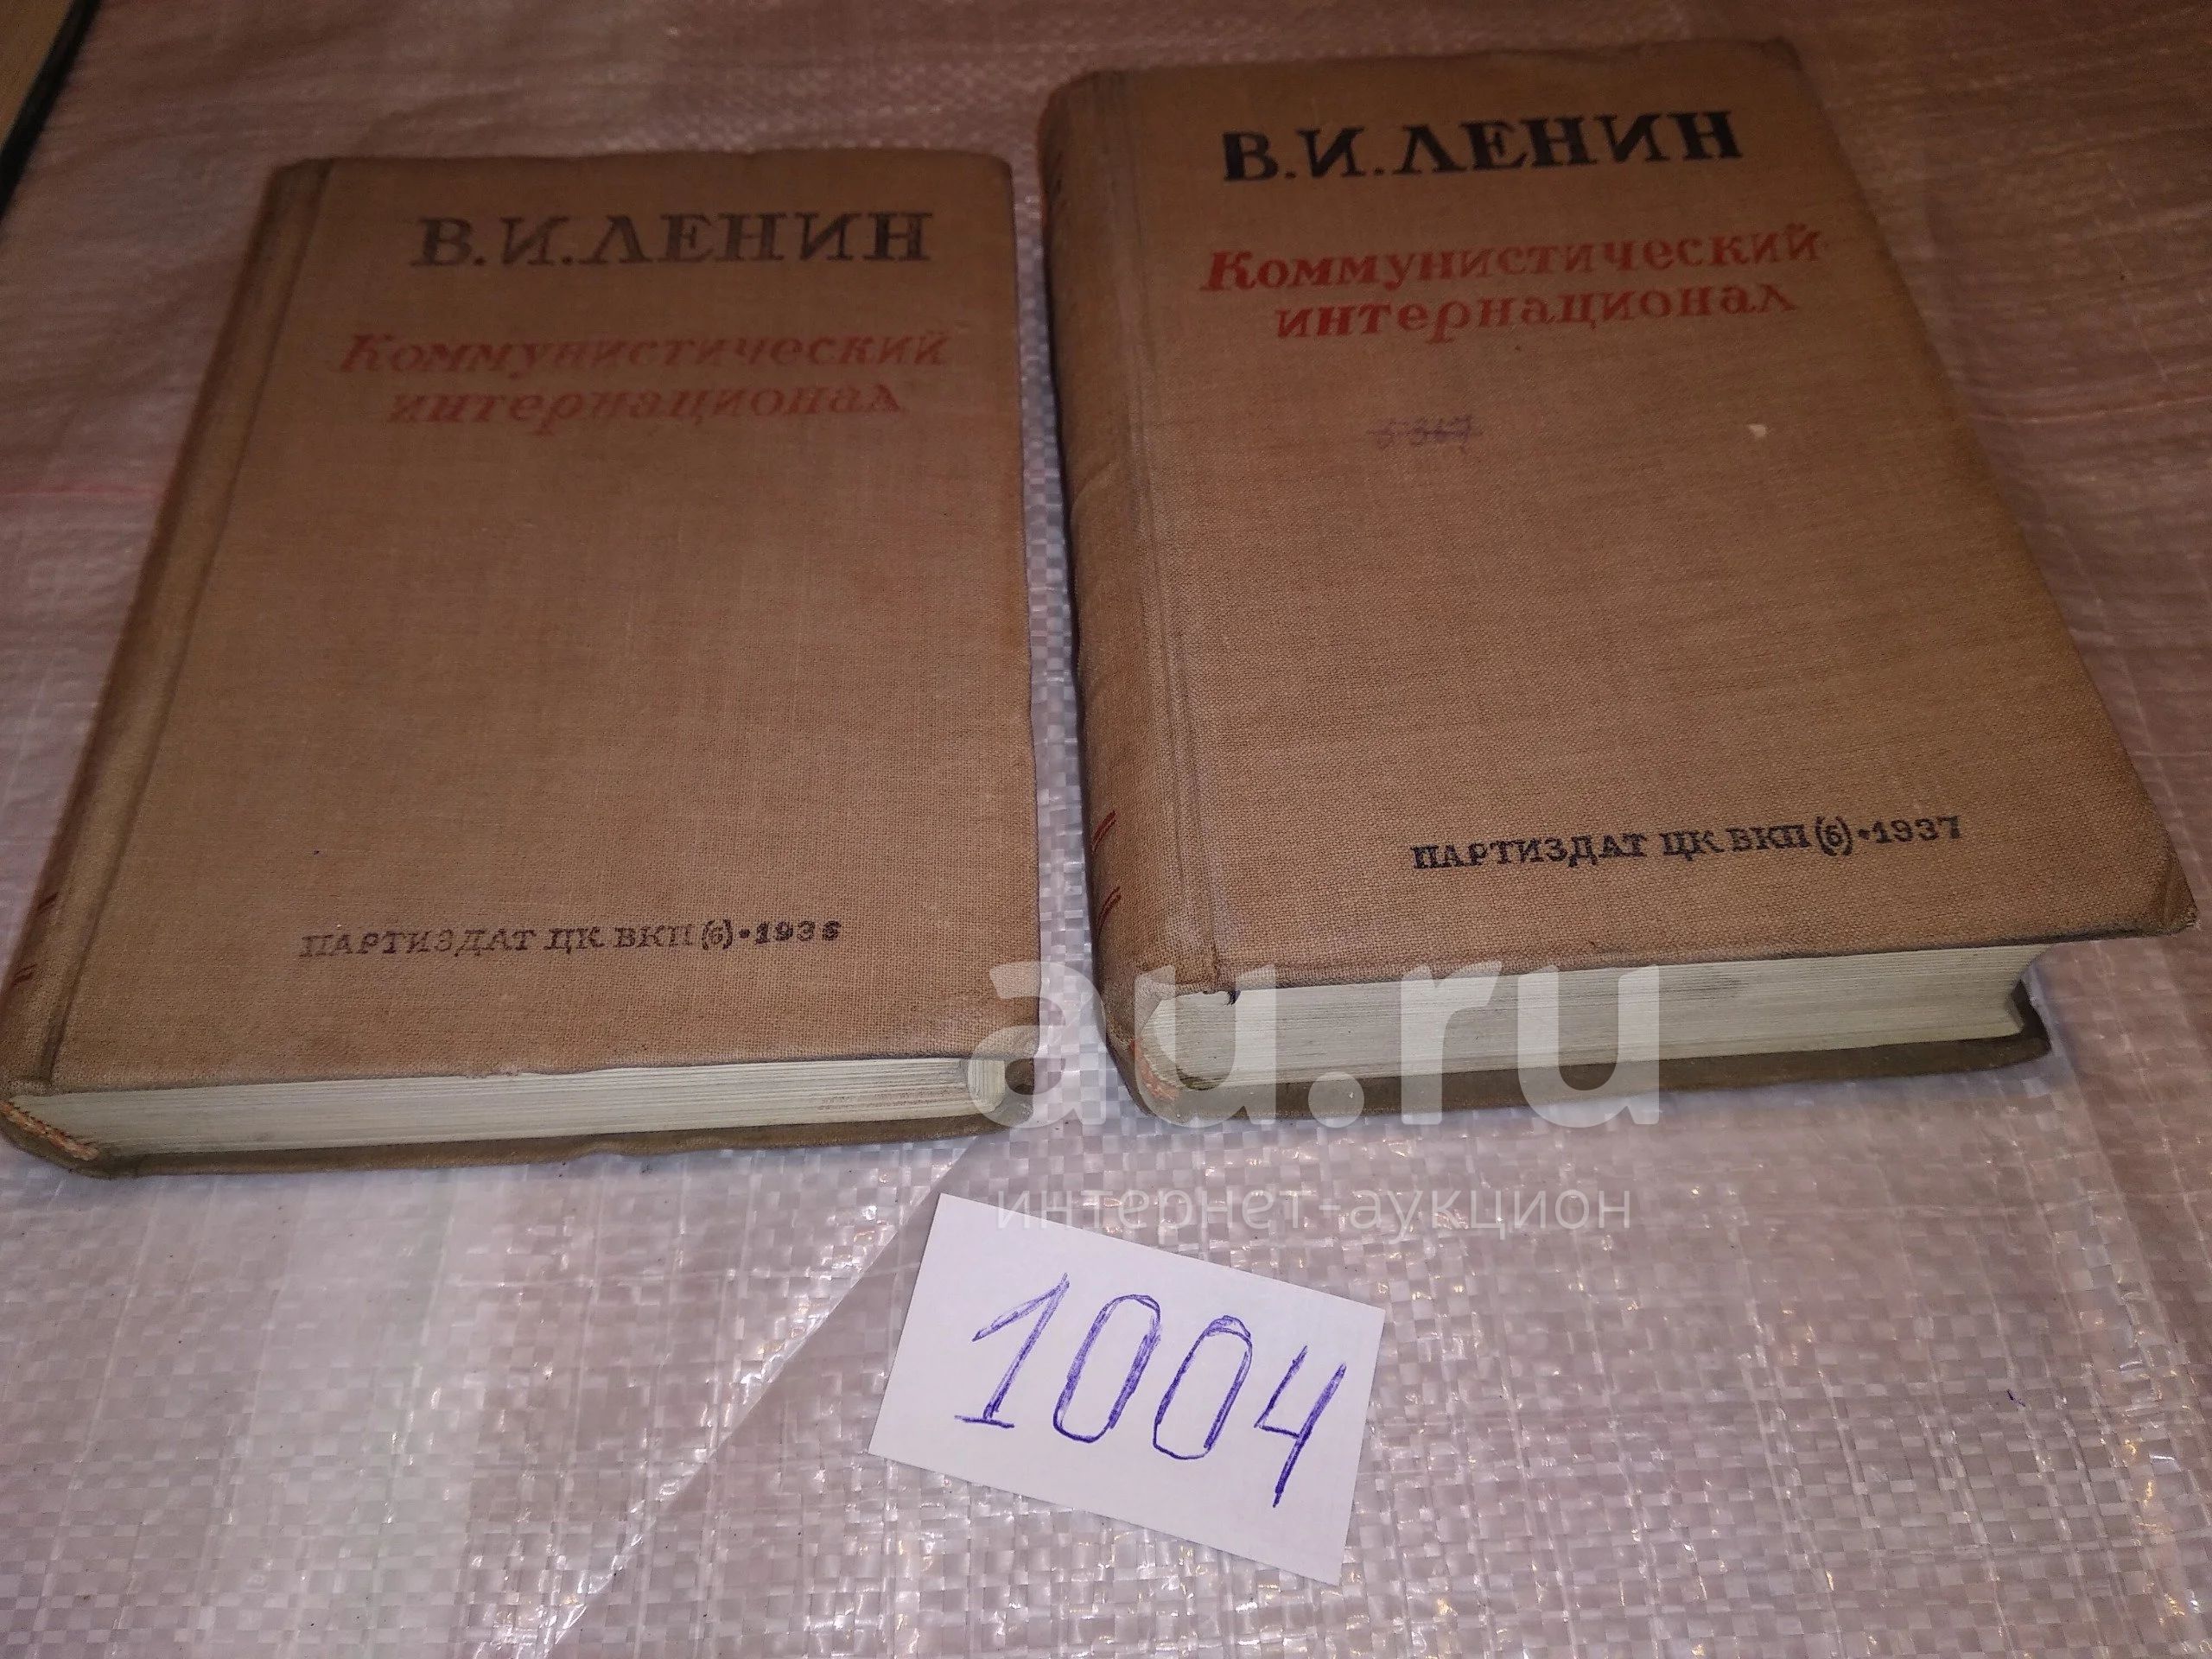 В.И.ЛЕНИН
Коммунистический
интернационал
ПАРТИЗДАТ ЦК ВКП(б)•1936
В.И.ЛЕНИН
Коммунистический
интернационал
ПАРТИЗДАТ ЦК ВКП(б)•1937
au.ru
интернет-аукцион
1004